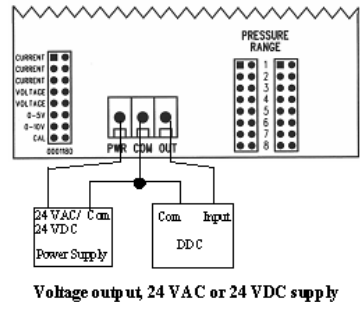 PRESSURE
RANGE
CURRENT
CURRENT
CURRENT
VOLTAGE
VOLTAGE
0-5V
0-10V
CAL
0001180
1
2
3
4
5
6
7
8
PWR COM OUT
24 VAC/ Com
24 VDC
Power Supply
Com Input
DDC
Voltage output, 24 VAC or 24 VDC supply